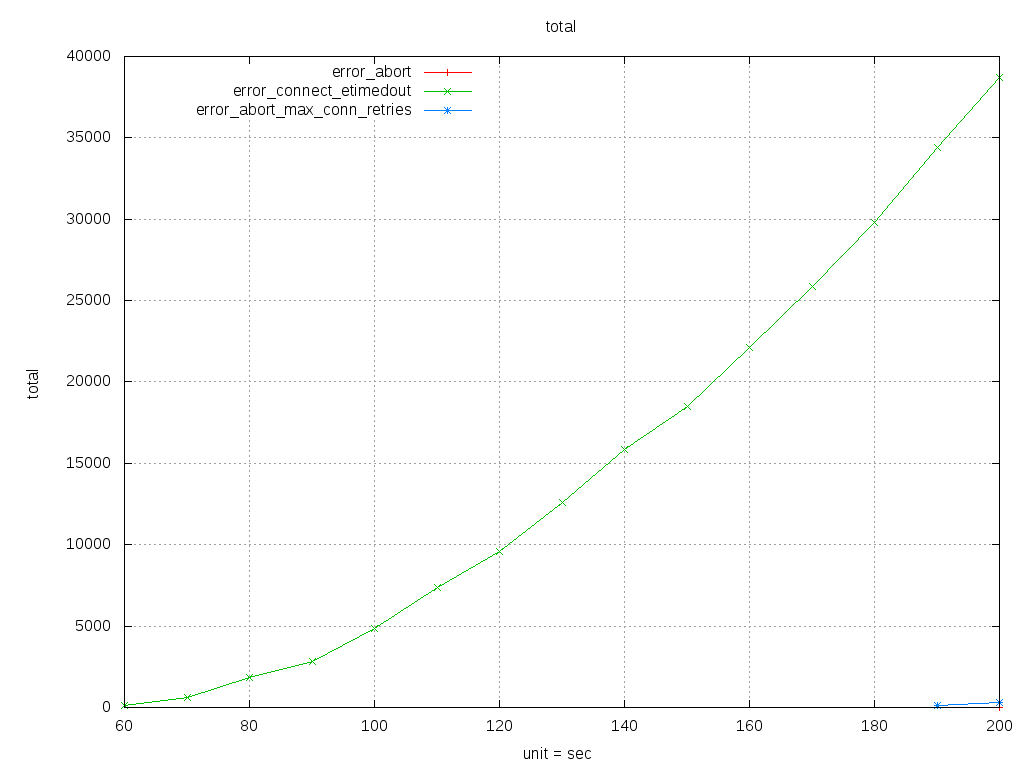 total
40000
35000
30000
25000
20000
15000
10000
5000
0
total
error_abort
error_connect_etimedout
error_abort_max_conn_retries
60 80 100 120 140 160 180 200
unit = sec